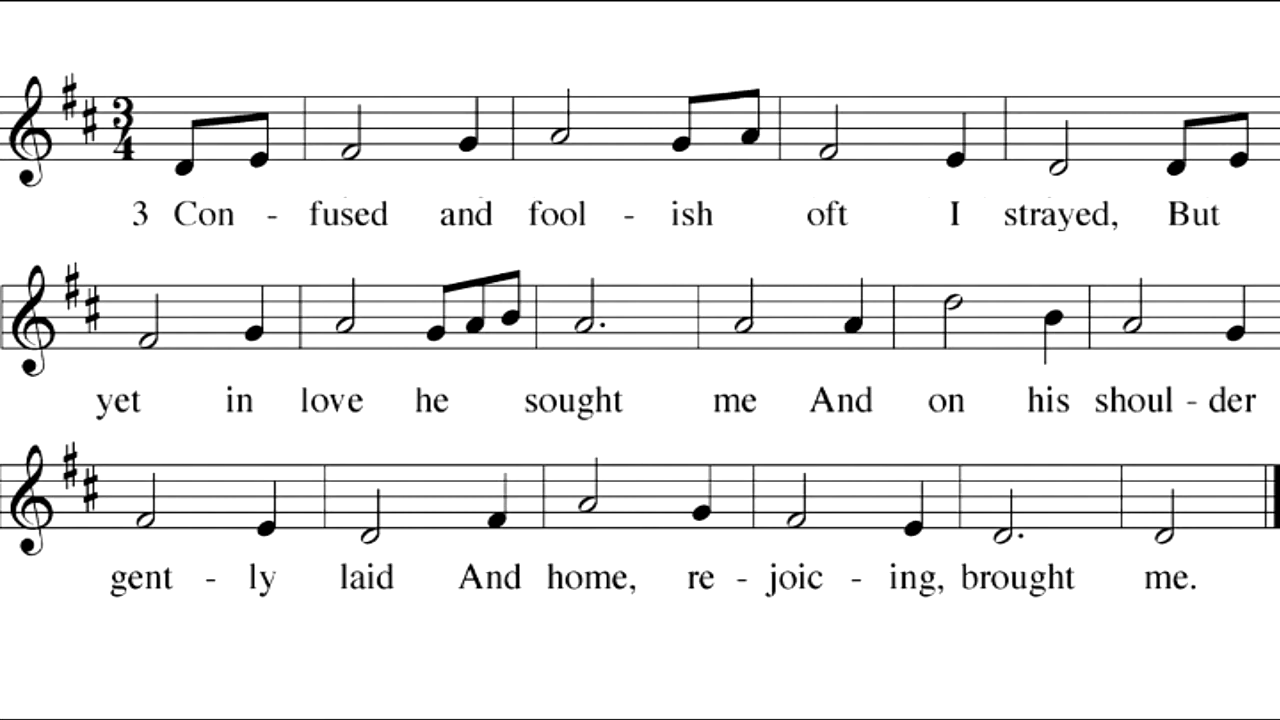 3 Con - fused and fool - ish oft I strayed, But
yet in love he sought me And on his shoul - der
gent - ly laid And home, re - joic - ing, brought me.